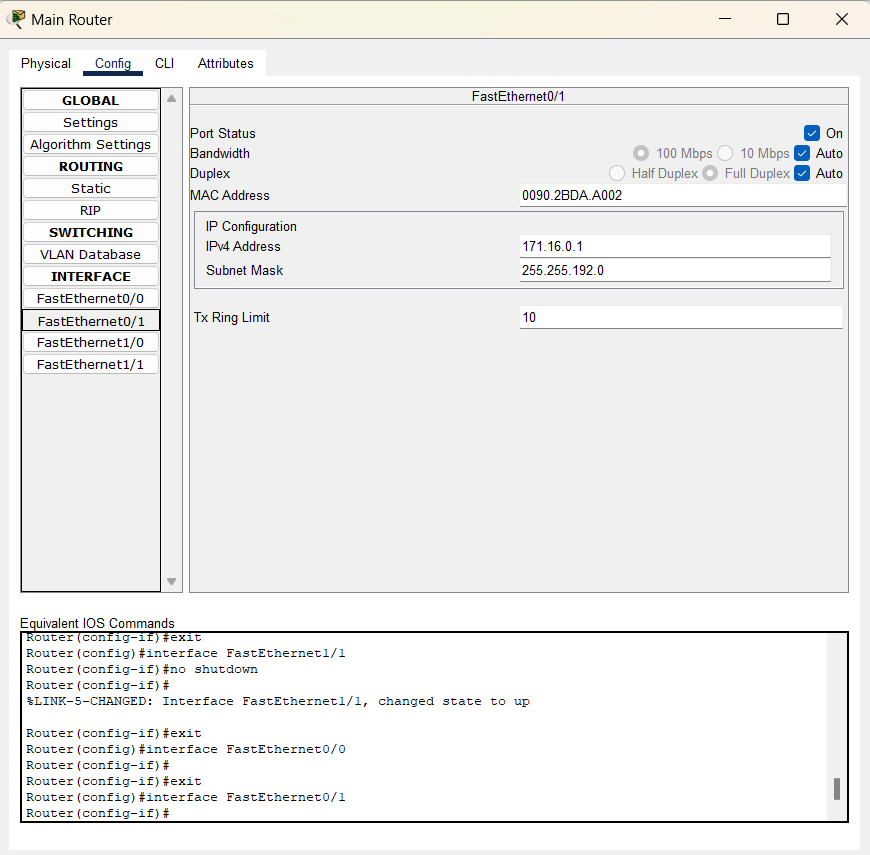 Main Router
Physical Config CLI Attributes
GLOBAL
Settings
Algorithm Settings
ROUTING
Static
RIP
SWITCHING
VLAN Database
INTERFACE
FastEthernet0/0
FastEthernet0/1
FastEthernet1/0
FastEthernet1/1
FastEthernet0/1
Port Status On
Bandwidth 100 Mbps 10 Mbps Auto
Duplex Half Duplex Full Duplex Auto
MAC Address 0090.2BDA.A002
IP Configuration
IPv4 Address 171.16.0.1
Subnet Mask 255.255.192.0
Tx Ring Limit 10
Equivalent IOS Commands
Router(config-if)#exit
Router(config)#interface FastEthernet1/1
Router(config-if)#no shutdown
Router(config-if)#
%LINK-5-CHANGED: Interface FastEthernet1/1, changed state to up
Router(config-if)#exit
Router(config)#interface FastEthernet0/0
Router(config-if)#
Router(config-if)#exit
Router(config)#interface FastEthernet0/1
Router(config-if)#